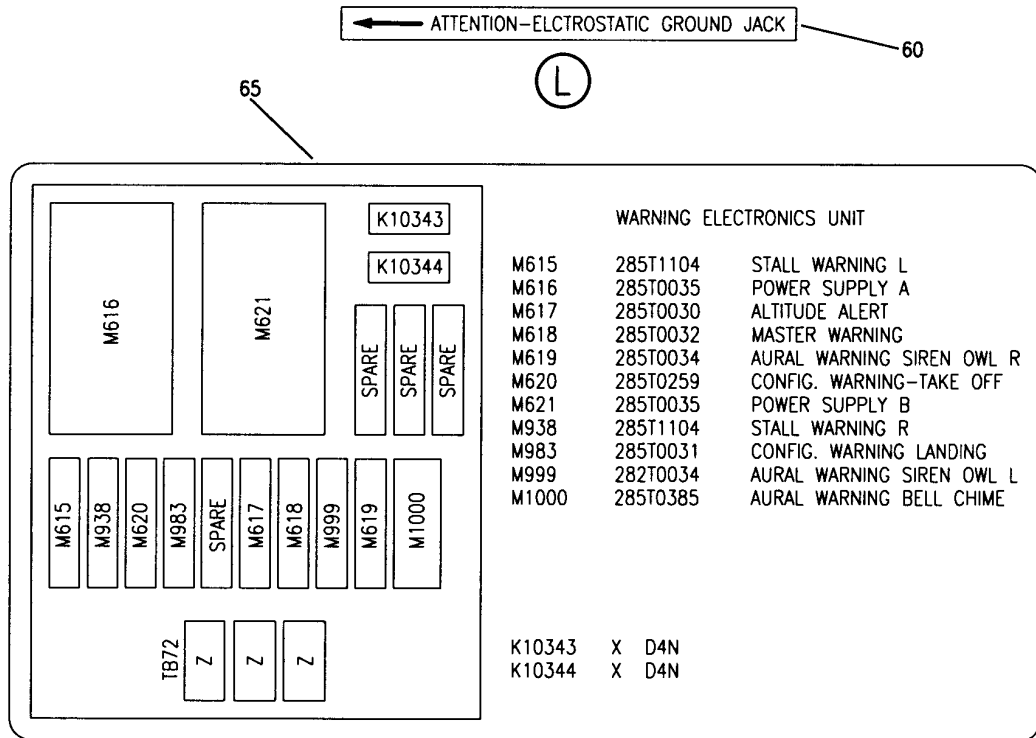 ATTENTION-ELCTROSTATIC GROUND JACK
60
L
65
K10343
K10344
M616
M621
SPARE
SPARE
SPARE
WARNING ELECTRONICS UNIT
M615 285T1104 STALL WARNING L
M616 285T0035 POWER SUPPLY A
M617 285T0030 ALTITUDE ALERT
M618 285T0032 MASTER WARNING
M619 285T0034 AURAL WARNING SIREN OWL R
M620 285T0259 CONFIG. WARNING-TAKE OFF
M621 285T0035 POWER SUPPLY B
M938 285T1104 STALL WARNING R
M983 285T0031 CONFIG. WARNING LANDING
M999 282T0034 AURAL WARNING SIREN OWL L
M1000 285T0385 AURAL WARNING BELL CHIME
M615
M938
M620
M983
SPARE
M617
M618
M999
M619
M1000
TB72
Z
Z
Z
K10343 X D4N
K10344 X D4N